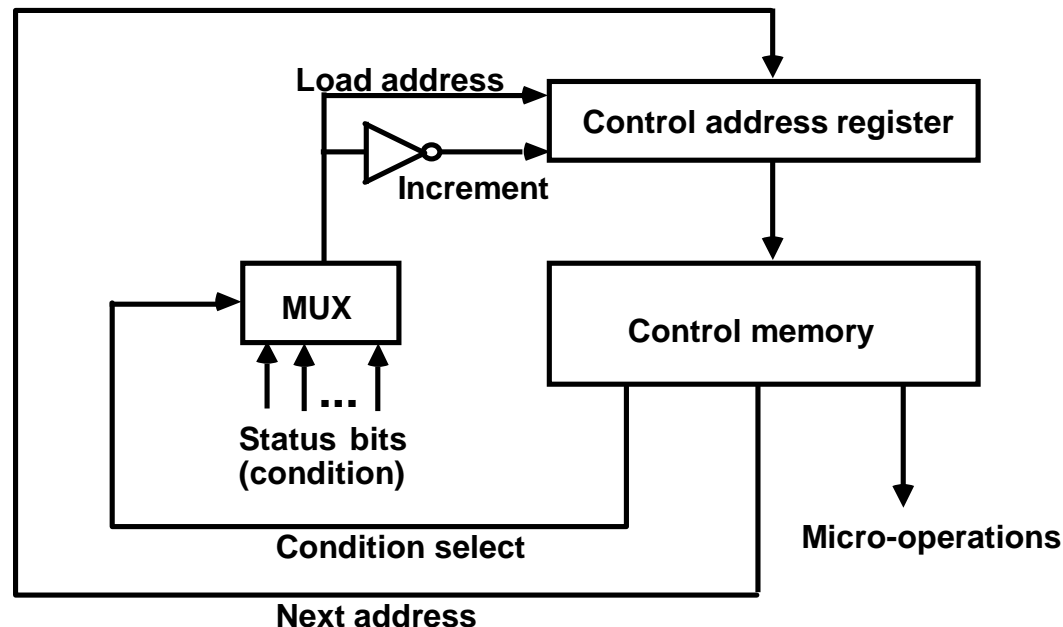 Load address
Control address register
Increment
MUX
Control memory
...
Status bits
(condition)
Micro-operations
Condition select
Next address